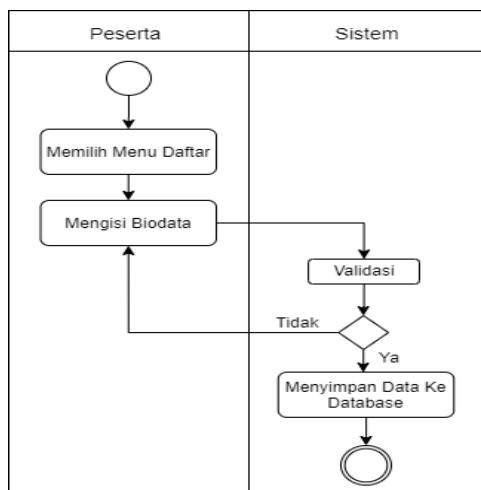 Peserta
Sistem
Memilih Menu Daftar
Mengisi Biodata
Validasi
Tidak
Ya
Menyimpan Data Ke
Database